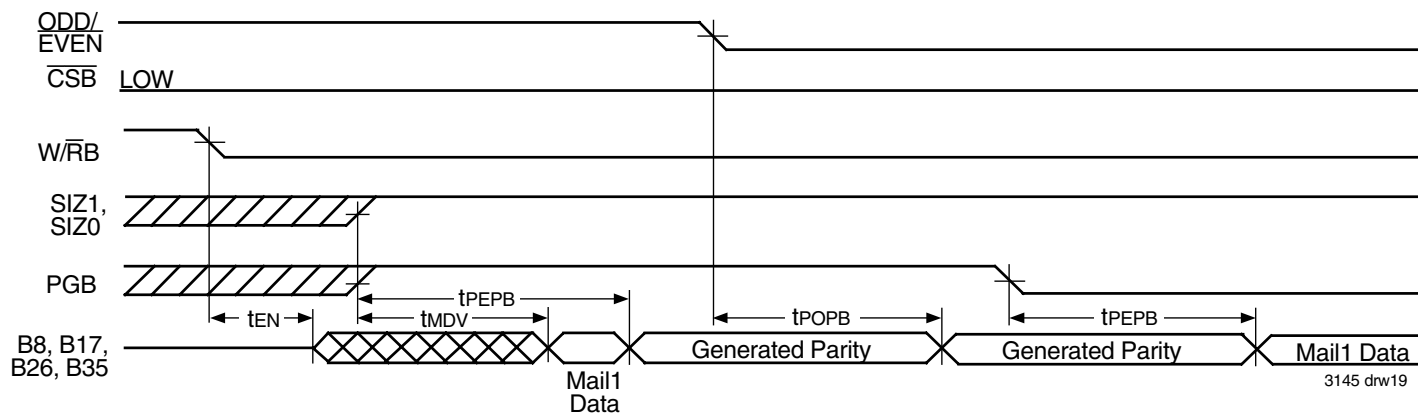 ODD/
EVEN
CSB LOW
W/RB
SIZ1,
SIZ0
PGB
tPEPB
tEN tMDV tPOPB tPEPB
B8, B17,
B26, B35
Generated Parity Generated Parity Mail1 Data
Mail1
Data
3145 drw19